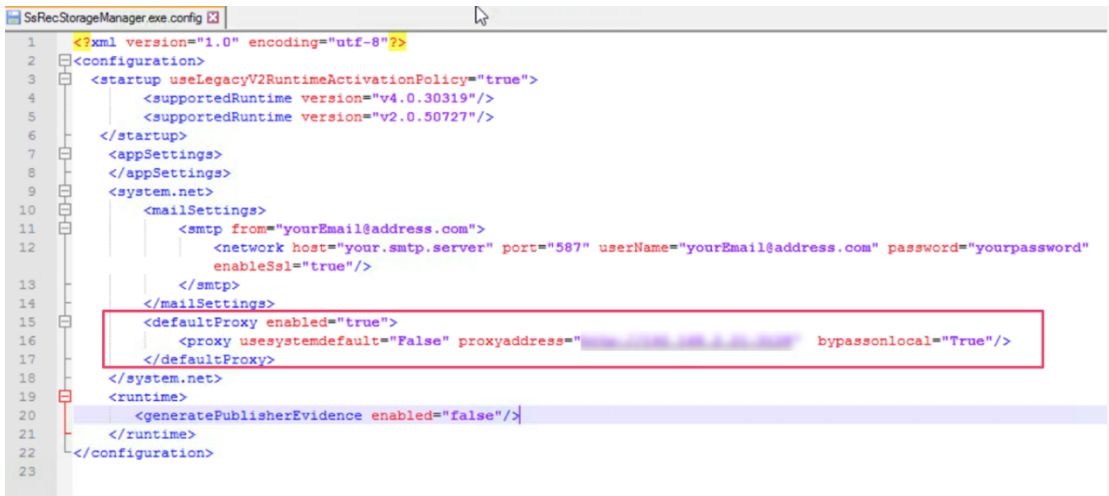 SsRecStorageManager.exe.config
1 <?xml version="1.0" encoding="utf-8"?>
2 <configuration>
3 <startup useLegacyV2RuntimeActivationPolicy="true">
4 <supportedRuntime version="v4.0.30319"/>
5 <supportedRuntime version="v2.0.50727"/>
6 </startup>
7 <appSettings>
8 </appSettings>
9 <system.net>
10 <mailSettings>
11 <smtp from="yourEmail@address.com">
12 <network host="your.smtp.server" port="587" userName="yourEmail@address.com" password="yourpassword"
enableSsl="true"/>
13 </smtp>
14 </mailSettings>
15 <defaultProxy enabled="true">
16 <proxy usesystemdefault="False" proxyaddress=" bypassonlocal="True"/>
17 </defaultProxy>
18 </system.net>
19 <runtime>
20 <generatePublisherEvidence enabled="false"/>
21 </runtime>
22 </configuration>
23